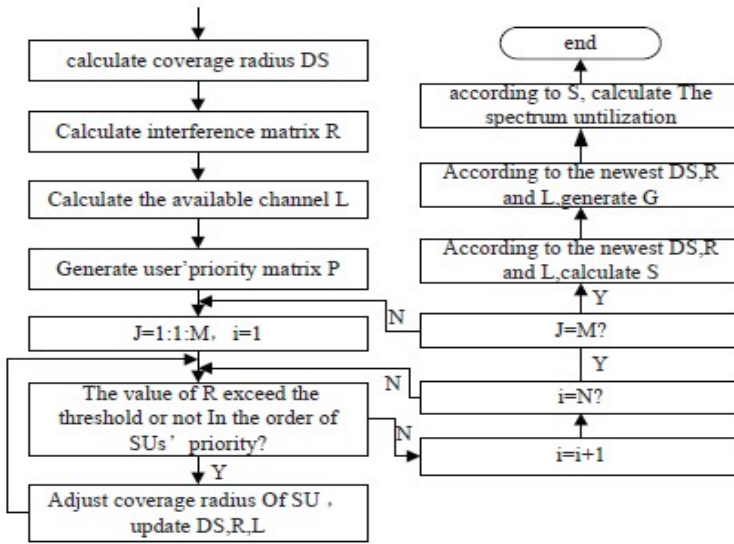 calculate coverage radius DS
Calculate interference matrix R
Calculate the available channel L
Generate user'priority matrix P
J=1:1:M, i=1
The value of R exceed the
threshold or not In the order of
SUs' priority?
Y
Adjust coverage radius Of SU ,
update DS,R,L
N
i=i+1
i=N?
N
Y
J=M?
N
Y
According to the newest DS,R
and L,calculate S
According to the newest DS,R
and L,generate G
according to S, calculate The
spectrum untilization
end